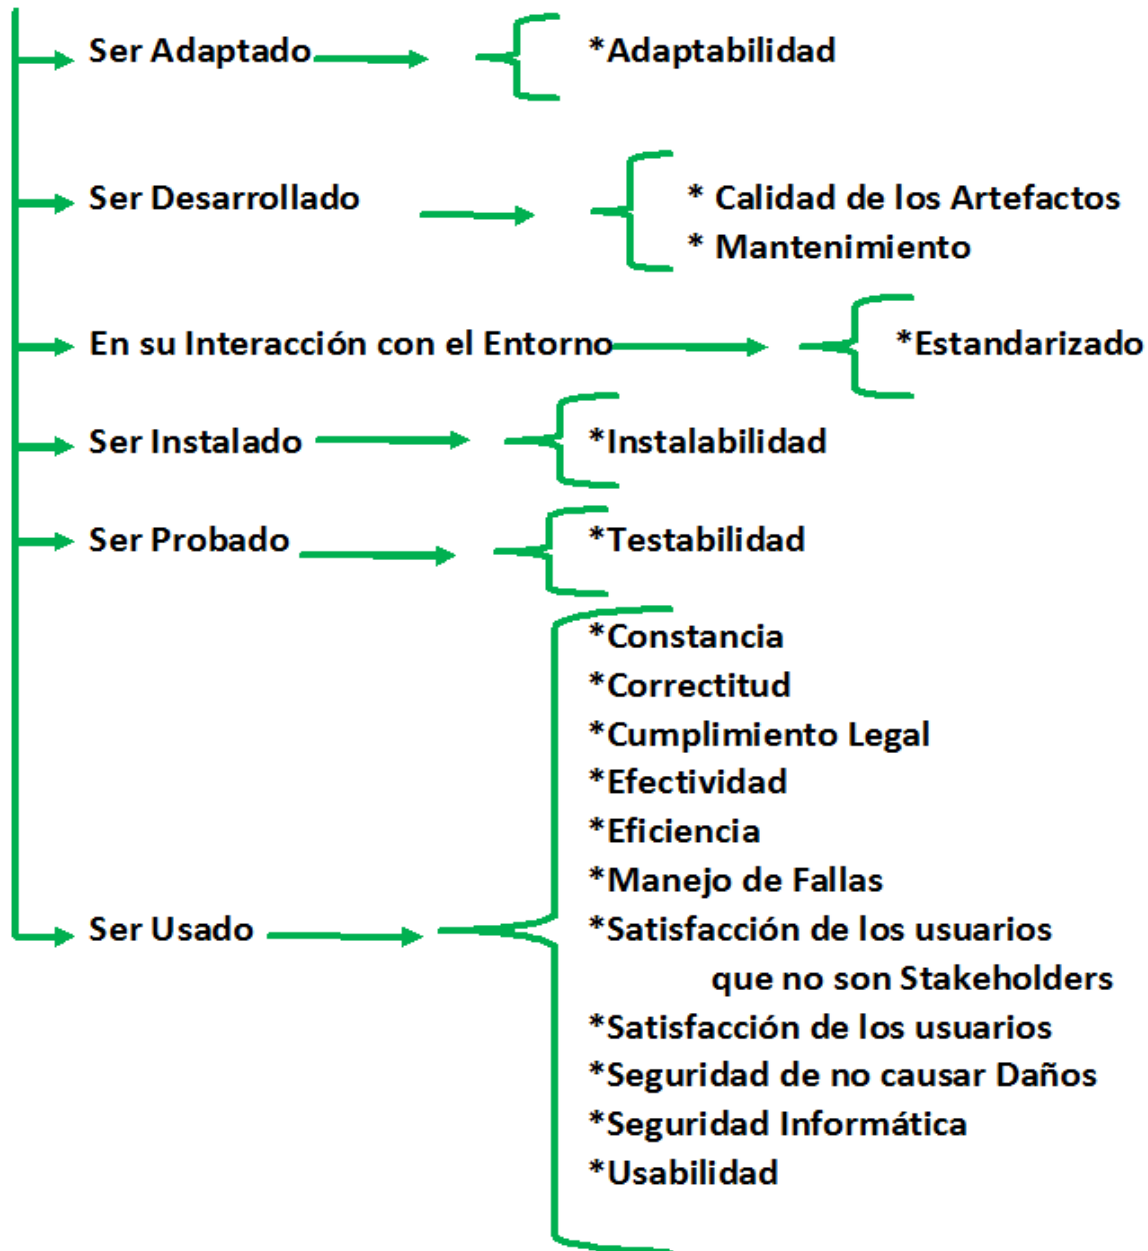 Ser Adaptado
*Adaptabilidad
Ser Desarrollado
* Calidad de los Artefactos
* Mantenimiento
En su Interacción con el Entorno
*Estandarizado
Ser Instalado
*Instalabilidad
Ser Probado
*Testabilidad
Ser Usado
*Constancia
*Correctitud
*Cumplimiento Legal
*Efectividad
*Eficiencia
*Manejo de Fallas
*Satisfacción de los usuarios
que no son Stakeholders
*Satisfacción de los usuarios
*Seguridad de no causar Daños
*Seguridad Informática
*Usabilidad